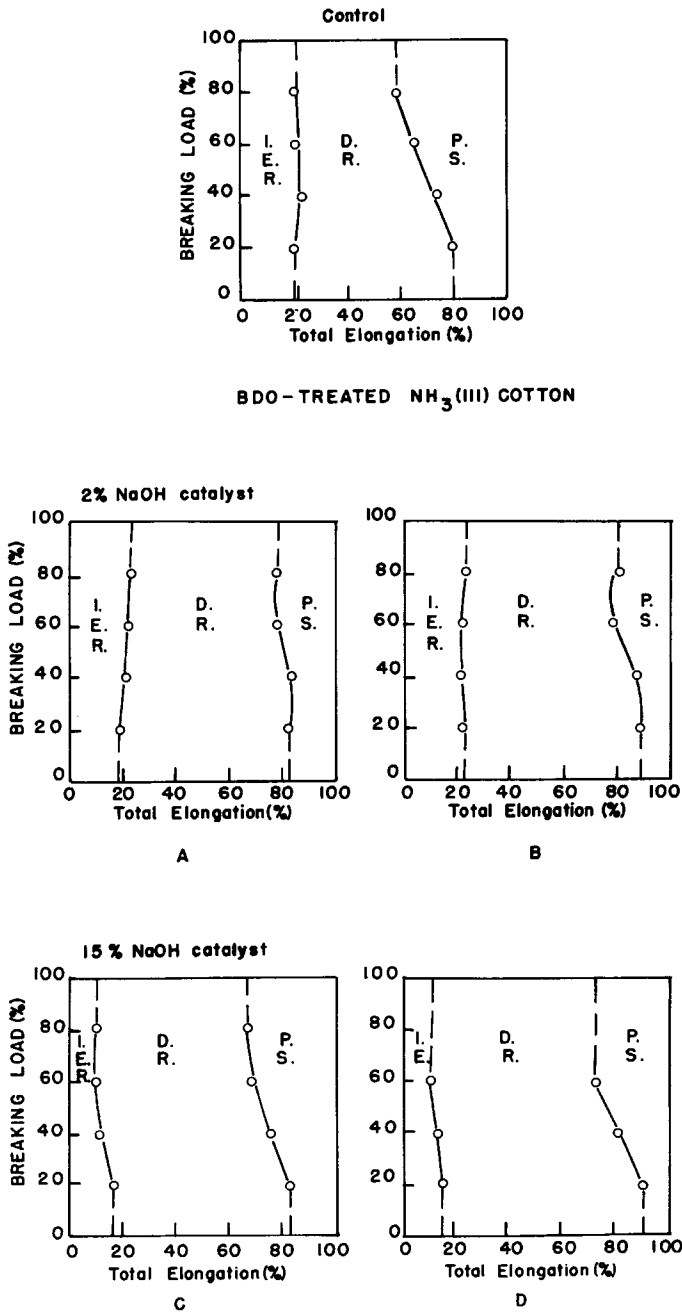 Control
BREAKING LOAD (%)
100
80
60
40
20
0
I.
E.
R.
D.
R.
P.
S.
0 20 40 60 80 100
Total Elongation (%)
BDO-TREATED NH3(III) COTTON
2% NaOH catalyst
BREAKING LOAD (%)
100
80
60
40
20
0
I.
E.
R.
D.
R.
P.
S.
0 20 40 60 80 100
Total Elongation(%)
A
100
80
60
40
20
0
I.
E.
R.
D.
R.
P.
S.
0 20 40 60 80 100
Total Elongation (%)
B
15% NaOH catalyst
BREAKING LOAD (%)
100
80
60
40
20
0
I.
E.
R.
D.
R.
P.
S.
0 20 40 60 80 100
Total Elongation (%)
C
100
80
60
40
20
0
I.
E.
D.
R.
P.
S.
0 20 40 60 80 100
Total Elongation (%)
D